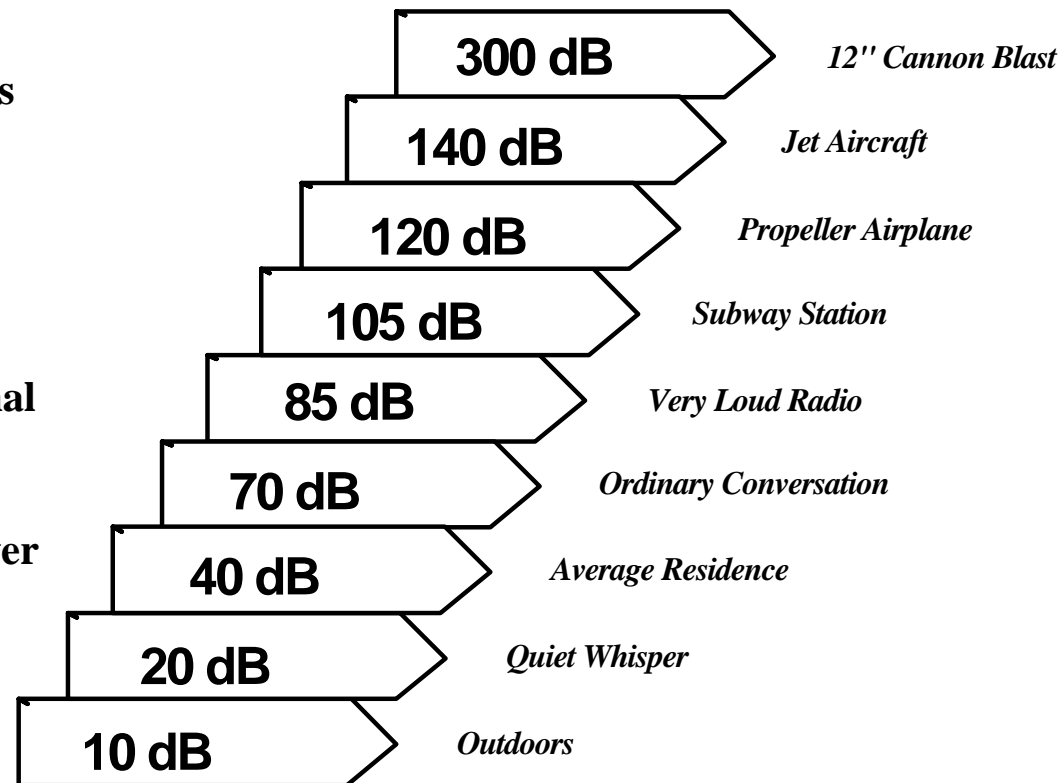 300 dB 12" Cannon Blast
140 dB Jet Aircraft
120 dB Propeller Airplane
105 dB Subway Station
85 dB Very Loud Radio
70 dB Ordinary Conversation
40 dB Average Residence
20 dB Quiet Whisper
10 dB Outdoors